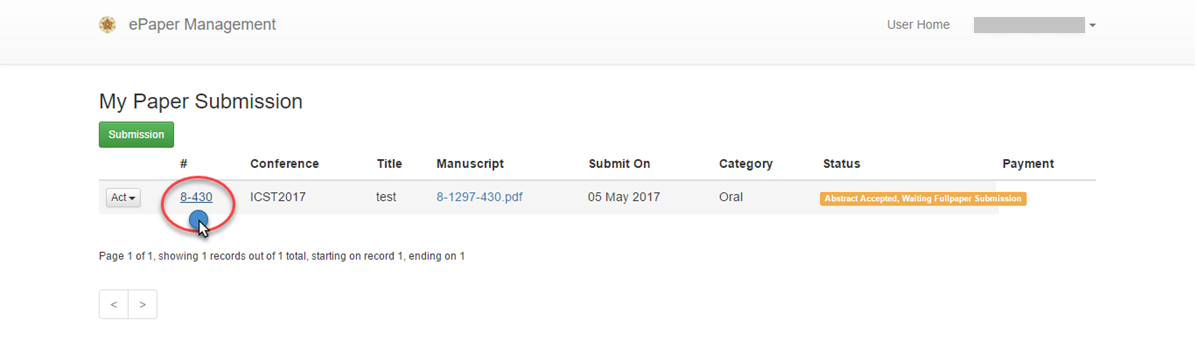 ePaper Management User Home
My Paper Submission
Submission
# Conference Title Manuscript Submit On Category Status Payment
Act 8-430 ICST2017 test 8-1297-430.pdf 05 May 2017 Oral Abstract Accepted, Waiting Fullpaper Submission
Page 1 of 1, showing 1 records out of 1 total, starting on record 1, ending on 1
< >